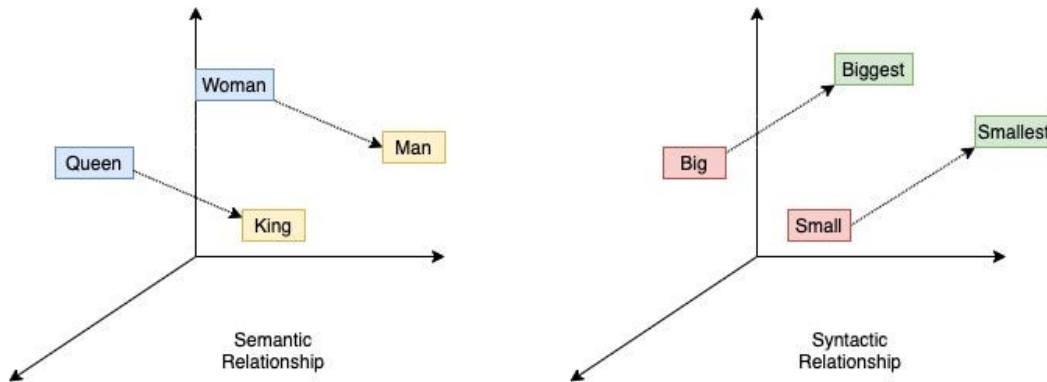 Woman
Man
Queen
King
Semantic
Relationship
Biggest
Smallest
Big
Small
Syntactic
Relationship